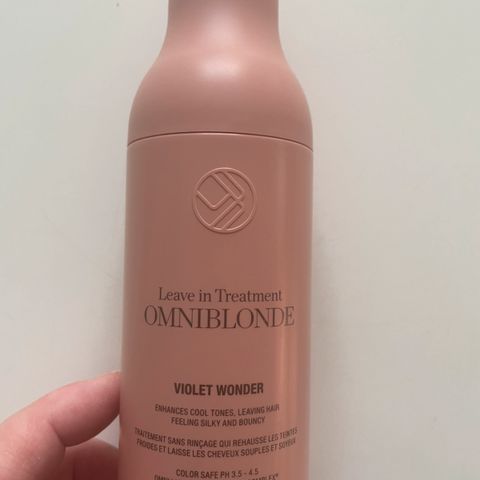 Leave in Treatment
OMNIBLONDE
VIOLET WONDER
ENHANCES COOL TONES, LEAVING HAIR
FEELING SILKY AND BOUNCY
TRAITEMENT SANS RINÇAGE QUI REHAUSSE LES TEINTES
FROIDES ET LAISSE LES CHEVEUX SOUPLES ET SOYEUX
COLOR SAFE PH 3.5 - 4.5